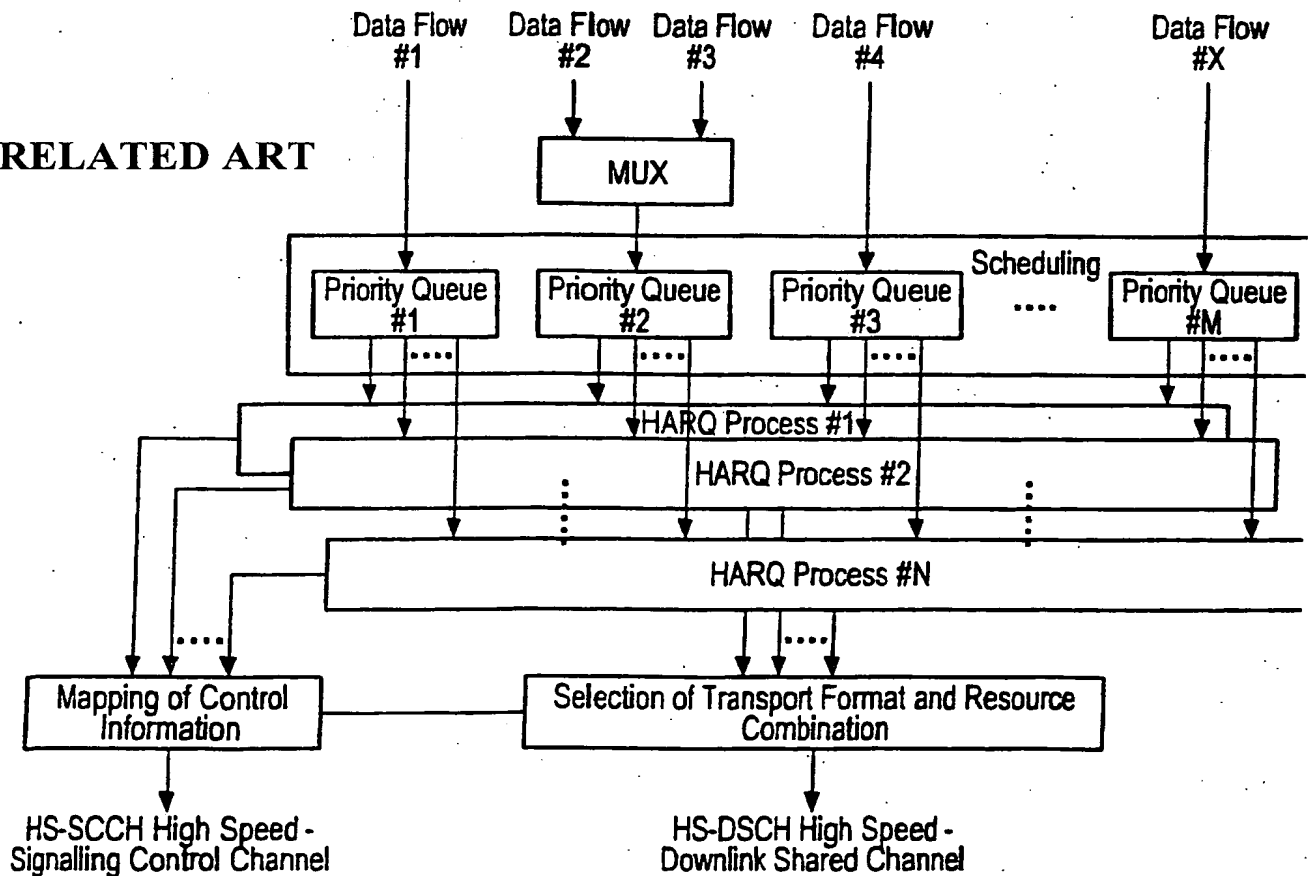 Data Flow
#1
Data Flow
#2
Data Flow
#3
Data Flow
#4
Data Flow
#X
RELATED ART
MUX
Scheduling
Priority Queue
#1
Priority Queue
#2
Priority Queue
#3
Priority Queue
#M
HARQ Process #1
HARQ Process #2
HARQ Process #N
Mapping of Control
Information
Selection of Transport Format and Resource
Combination
HS-SCCH High Speed -
Signalling Control Channel
HS-DSCH High Speed -
Downlink Shared Channel